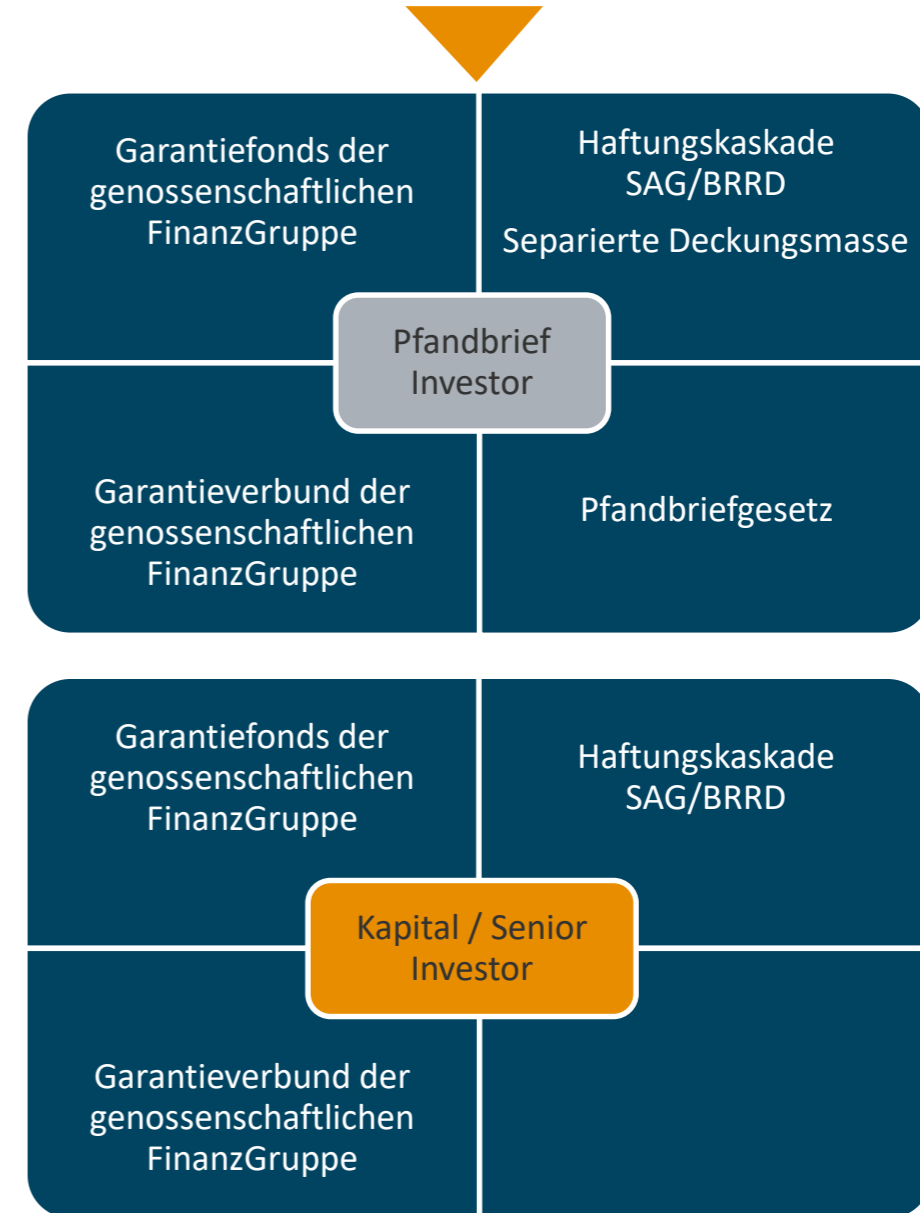 Garantiefonds der
genossenschaftlichen
FinanzGruppe
Haftungskaskade
SAG/BRRD
Separierte Deckungsmasse
Pfandbrief
Investor
Garantieverbund der
genossenschaftlichen
FinanzGruppe
Pfandbriefgesetz
Garantiefonds der
genossenschaftlichen
FinanzGruppe
Haftungskaskade
SAG/BRRD
Kapital / Senior
Investor
Garantieverbund der
genossenschaftlichen
FinanzGruppe